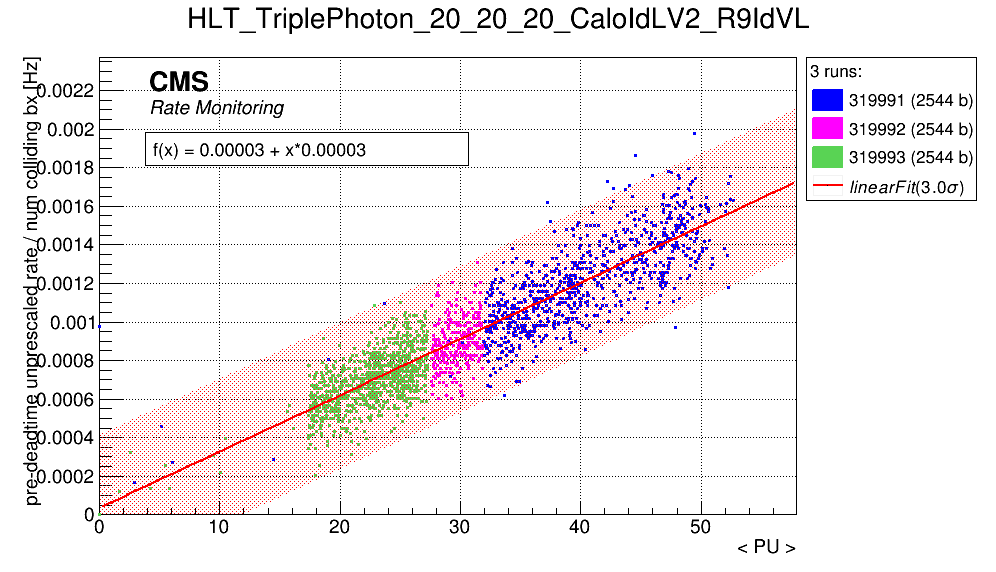 HLT_TriplePhoton_20_20_20_CaloIdLV2_R9IdVL
pre-deadtime unprescaled rate / num colliding bx [Hz]
0.0022
0.002
0.0018
0.0016
0.0014
0.0012
0.001
0.0008
0.0006
0.0004
0.0002
0
CMS
Rate Monitoring
f(x) = 0.00003 + x*0.00003
0 10 20 30 40 50
< PU >
3 runs:
319991 (2544 b)
319992 (2544 b)
319993 (2544 b)
linearFit(3.0σ)